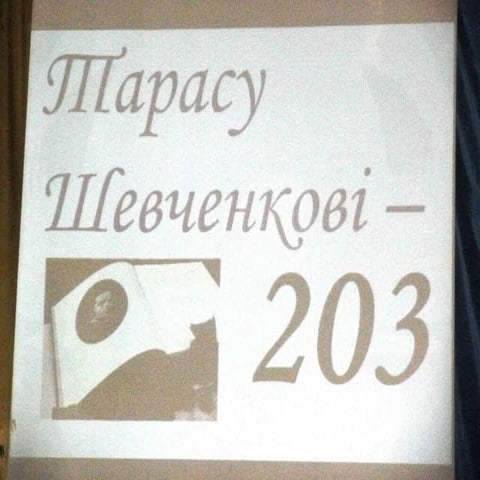 Тарасу
Шевченкові –
203